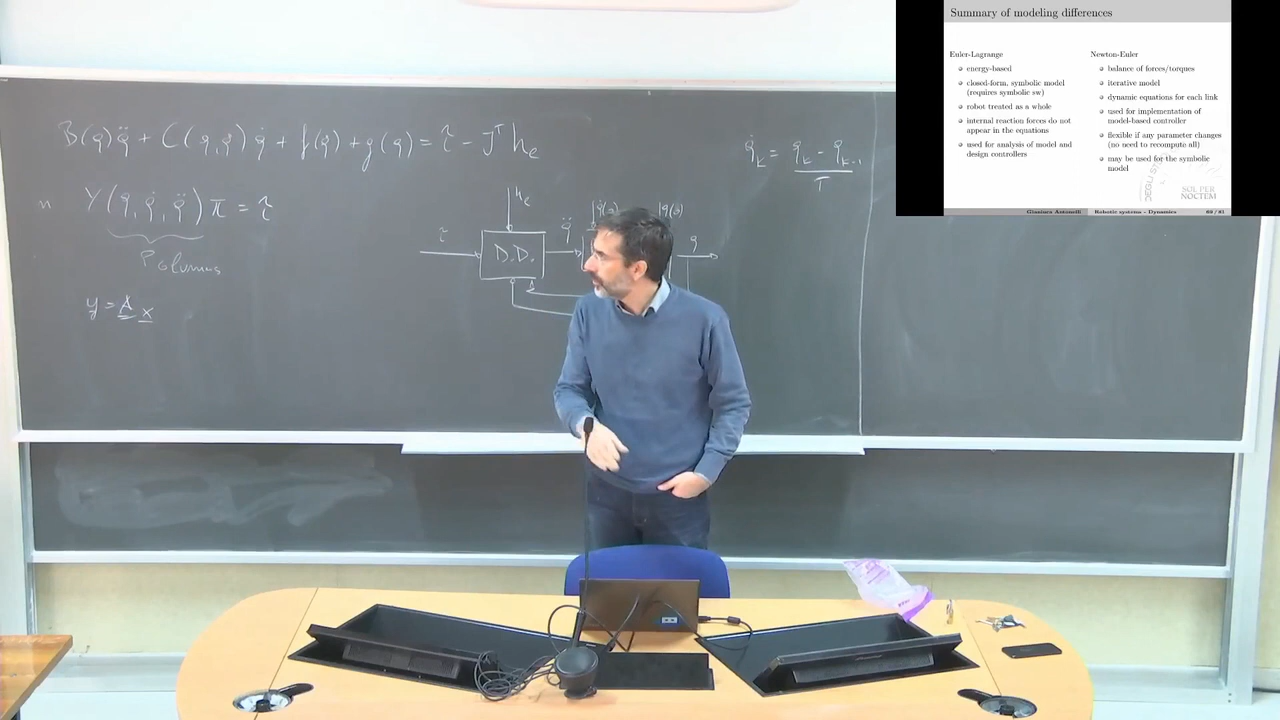 B(q)q̈ + C(q,q̇)q̇ + f(q̇) + g(q) = τ - Jᵀhₑ
n Y(q,q̇,q̈)π = τ
P columns
y = A x
hₑ
τ
D.D.
q̈
q
q̇ₖ = qₖ - qₖ₋₁
T
Summary of modeling differences
Euler-Lagrange
energy-based
closed-form, symbolic model
(requires symbolic sw)
robot treated as a whole
internal reaction forces do not
appear in the equations
used for analysis of model and
design controllers
Newton-Euler
balance of forces/torques
iterative model
dynamic equations for each link
used for implementation of
model-based controller
flexible if any parameter changes
(no need to recompute all)
may be used for the symbolic
model
DEGLI ST
SOL PER
NOCTEM
Gianluca Antonelli Robotic systems - Dynamics 60 / 61